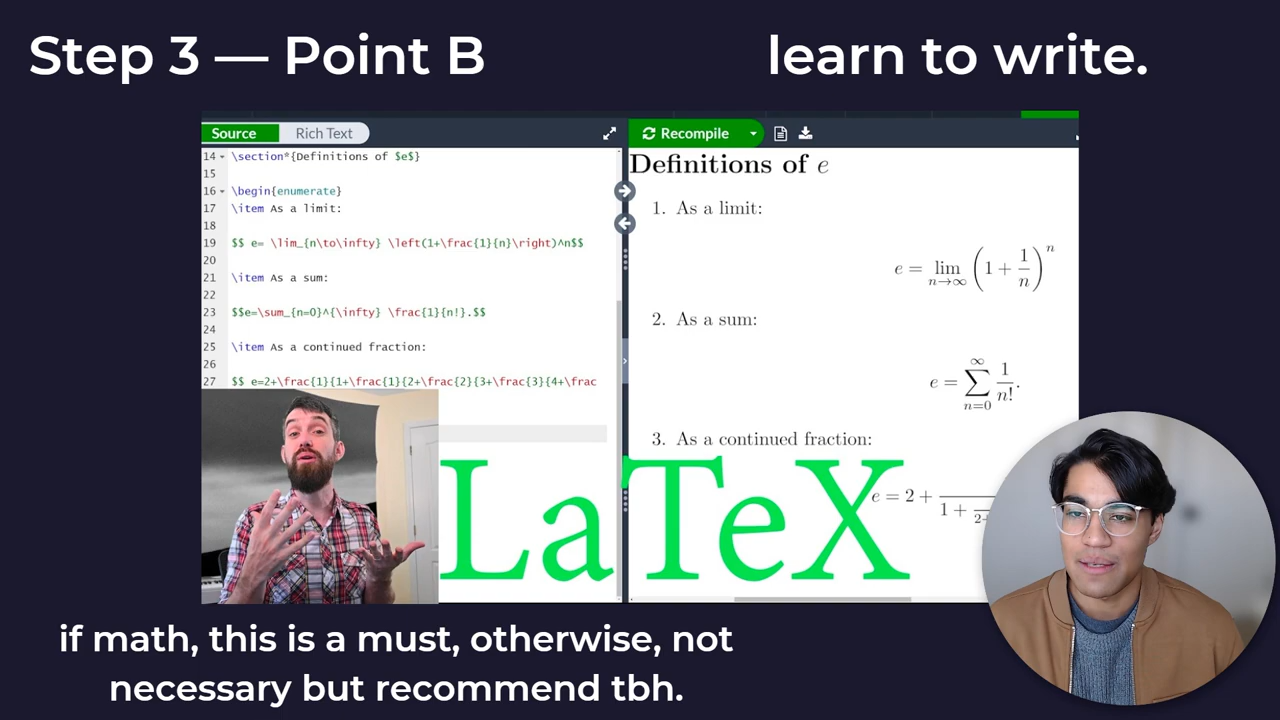 Step 3 — Point B
learn to write.
Source
Rich Text
14 \section*{Definitions of $e$}
15
16 \begin{enumerate}
17 \item As a limit:
18
19 $$ e= \lim_{n\to\infty} \left(1+\frac{1}{n}\right)^n$$
20
21 \item As a sum:
22
23 $$e=\sum_{n=0}^{\infty} \frac{1}{n!}.$$
24
25 \item As a continued fraction:
26
27 $$ e=2+\frac{1}{1+\frac{1}{2+\frac{2}{3+\frac{3}{4+\frac
Recompile
Definitions of e
1. As a limit:
e = lim n→∞ (1 + 1/n)^n
2. As a sum:
e = ∑ n=0 ∞ 1/n!.
3. As a continued fraction:
e = 2 +
1 +
2+
LaTeX
if math, this is a must, otherwise, not
necessary but recommend tbh.